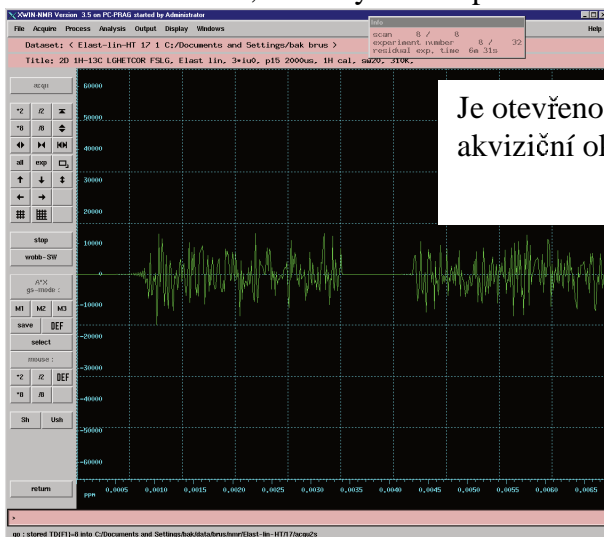 XWIN-NMR Version 3.5 on PC-PRAG started by Administrator
File Acquire Process Analysis Output Display Windows Help
Info
scan 8 / 8
experiment number 8 / 32
residual exp. time 6m 31s
Dataset: < Elast-lin-HT 17 1 C:/Documents and Settings/bak brus >
Title: 2D 1H-13C LGHETCOR FSLG, Elast lin, 3*iu0, p15 2000us, 1H cal, sw20, 310K,
acqu
*2 /2
*8 /8
all exp
stop
wobb-SW
A*X
gs-mode :
M1 M2 M3
save DEF
select
mouse :
*2 /2 DEF
*8 /8
Sh Ush
return
60000
50000
40000
30000
20000
10000
0
-10000
-20000
-30000
-40000
-50000
-60000
ppm 0,0005 0,0010 0,0015 0,0020 0,0025 0,0030 0,0035 0,0040 0,0045 0,0050 0,0055 0,0060
Je otevřeno
akviziční ok
>
go : stored TD(F1)=8 into C:/Documents and Settings/bak/data/brus/nmr/Elast-lin-HT/17/acqu2s